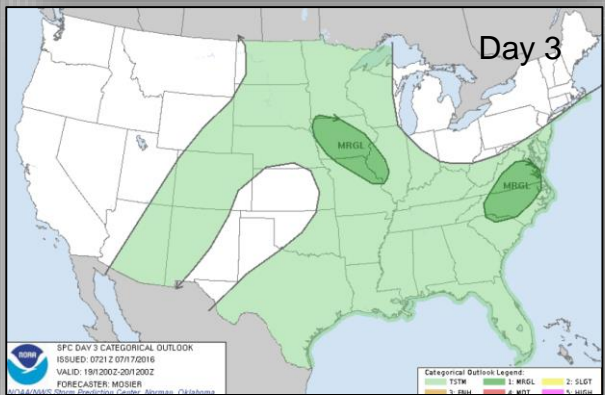 Day 3
MRGL
MRGL
NOAA
SPC DAY 3 CATEGORICAL OUTLOOK
ISSUED: 0721Z 07/17/2016
VALID: 19/1200Z-20/1200Z
FORECASTER: MOSIER
NOAA/NWS Storm Prediction Center, Norman, Oklahoma
Categorical Outlook Legend:
TSTM 1: MRGL 2: SLGT
3: ENH 4: MDT 5: HIGH